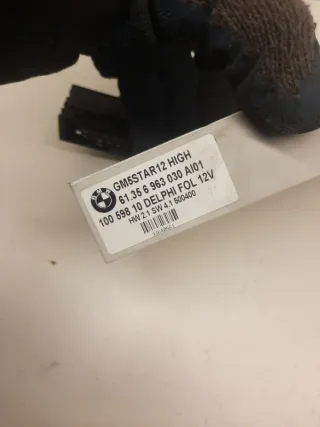 GM5STAR12 HIGH
61.35 6 963 030 AI01
100 598 10 DELPHI FOL 12V
HW 2.1 SW 4.1 500400